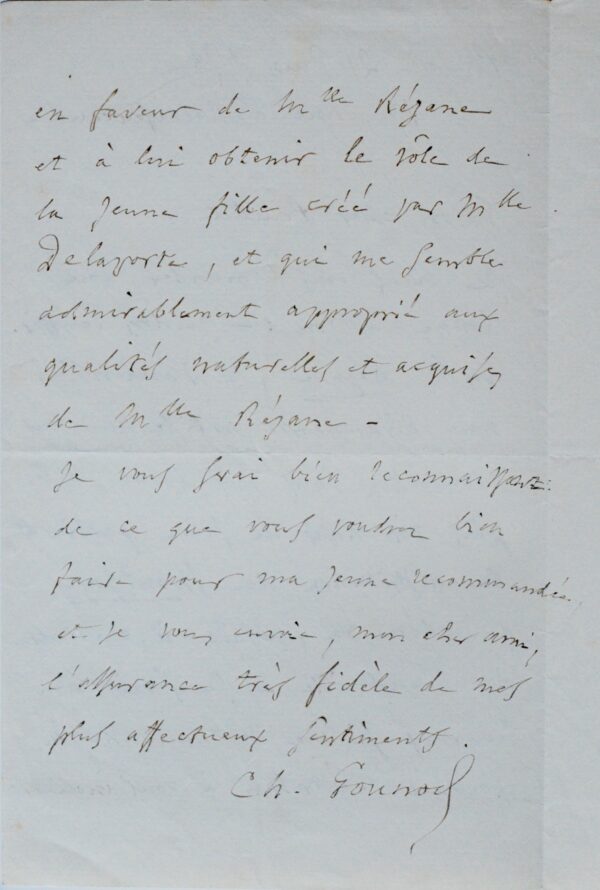 en faveur de Mlle Réjane
et à lui obtenir le rôle de
la jeune fille créé par Mlle
Delaporte, et qui me semble
admirablement approprié aux
qualités naturelles et acquises
de Mlle Réjane –
Je vous serai bien reconnaissant
de ce que vous voudrez bien
faire pour ma jeune recommandée,
et je vous envoie, mon cher ami,
l'assurance très fidèle de mes
plus affectueux sentiments.
Ch. Gounod